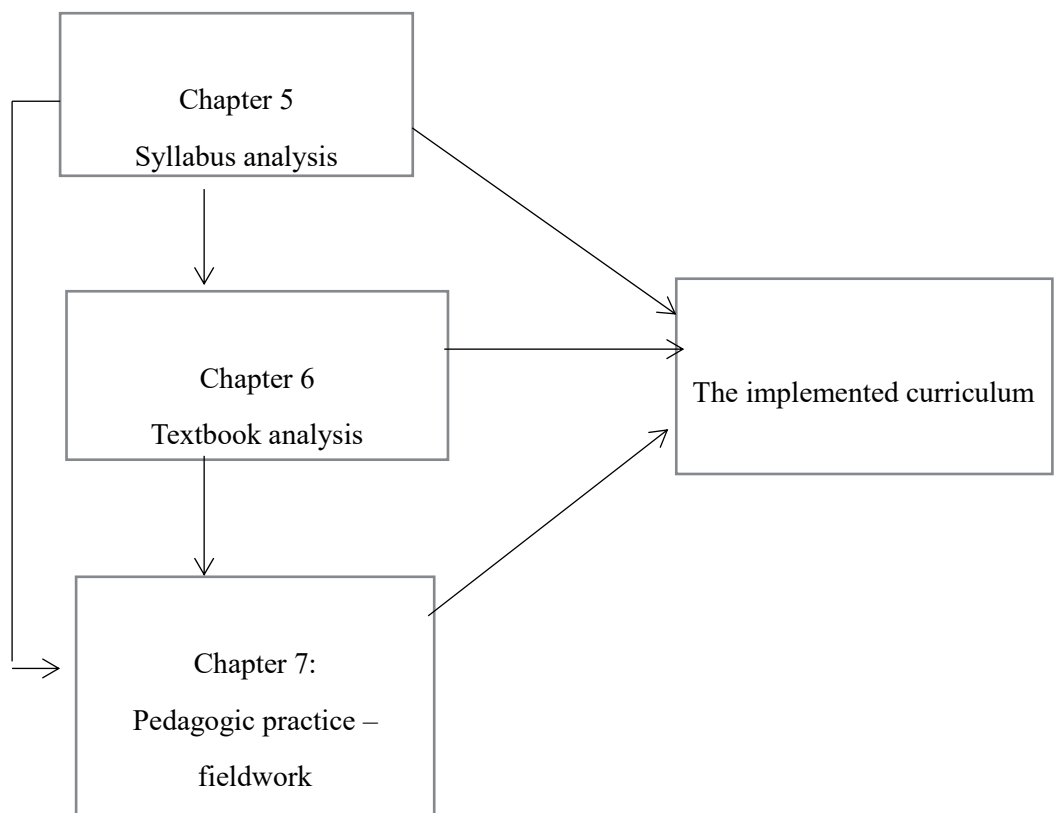 Chapter 5
Syllabus analysis
Chapter 6
Textbook analysis
The implemented curriculum
Chapter 7:
Pedagogic practice –
fieldwork